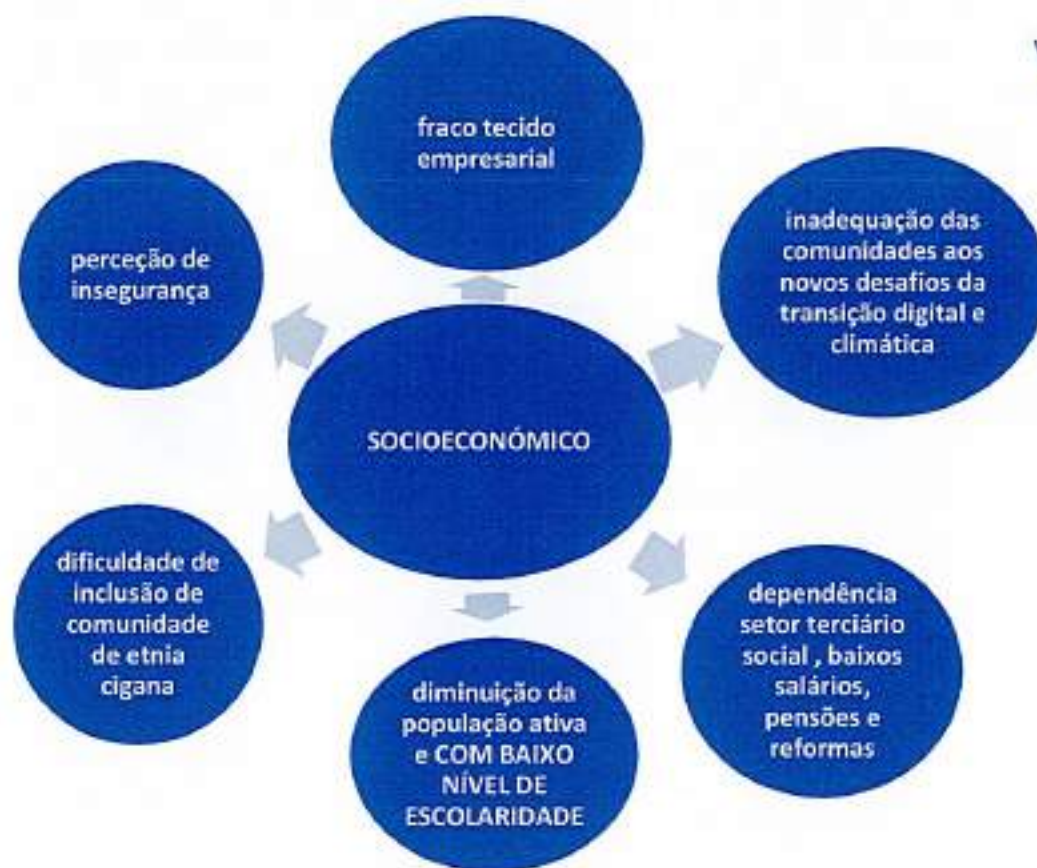 fraco tecido
empresarial
perceção de
insegurança
inadequação das
comunidades aos
novos desafios da
transição digital e
climática
SOCIOECONÓMICO
dificuldade de
inclusão de
comunidade
de etnia
cigana
diminuição da
população ativa
e COM BAIXO
NÍVEL DE
ESCOLARIDADE
dependência
setor terciário
social , baixos
salários,
pensões e
reformas